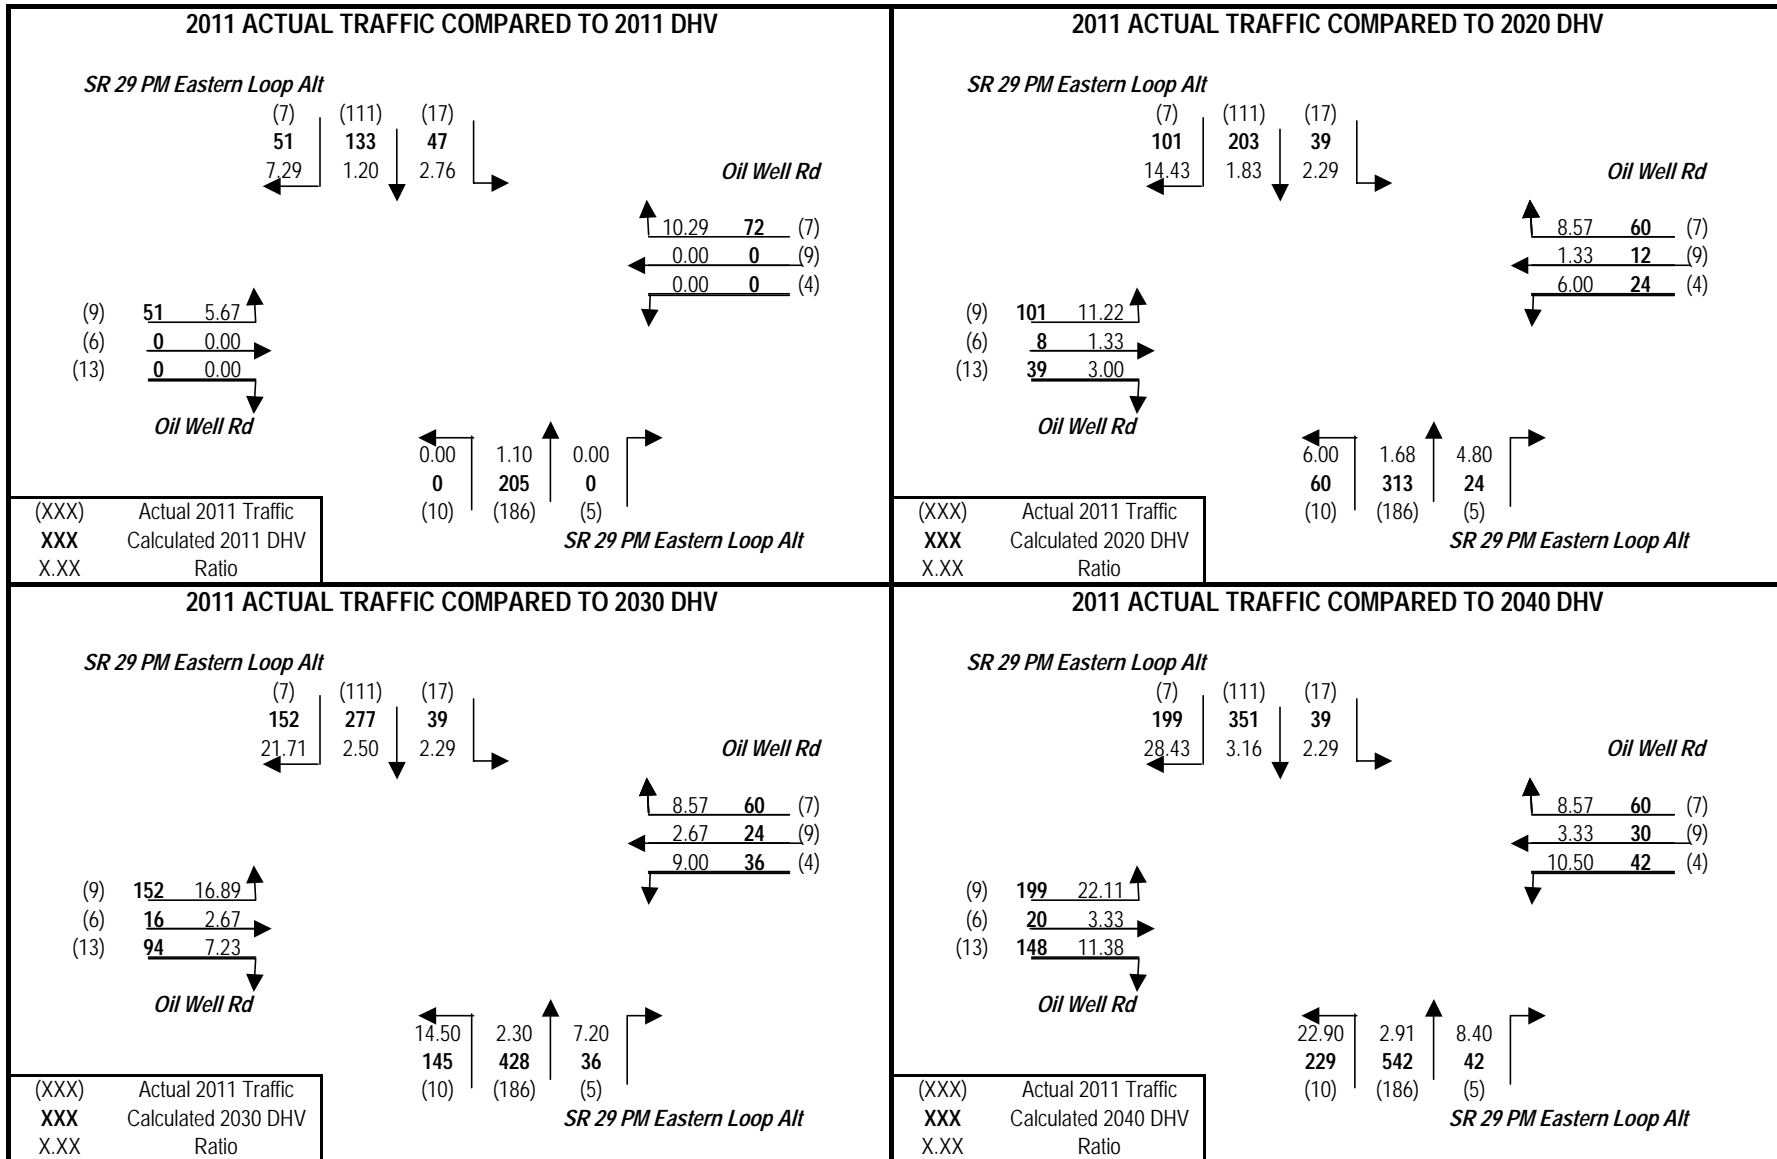 2011 ACTUAL TRAFFIC COMPARED TO 2011 DHV
SR 29 PM Eastern Loop Alt
(7) (111) (17)
51 133 47
7.29 1.20 2.76
Oil Well Rd
10.29 72 (7)
0.00 0 (9)
0.00 0 (4)
(9) 51 5.67
(6) 0 0.00
(13) 0 0.00
Oil Well Rd
0.00 1.10 0.00
0 205 0
(10) (186) (5)
SR 29 PM Eastern Loop Alt
(XXX) Actual 2011 Traffic
XXX Calculated 2011 DHV
X.XX Ratio
2011 ACTUAL TRAFFIC COMPARED TO 2020 DHV
SR 29 PM Eastern Loop Alt
(7) (111) (17)
101 203 39
14.43 1.83 2.29
Oil Well Rd
8.57 60 (7)
1.33 12 (9)
6.00 24 (4)
(9) 101 11.22
(6) 8 1.33
(13) 39 3.00
Oil Well Rd
6.00 1.68 4.80
60 313 24
(10) (186) (5)
SR 29 PM Eastern Loop Alt
(XXX) Actual 2011 Traffic
XXX Calculated 2020 DHV
X.XX Ratio
2011 ACTUAL TRAFFIC COMPARED TO 2030 DHV
SR 29 PM Eastern Loop Alt
(7) (111) (17)
152 277 39
21.71 2.50 2.29
Oil Well Rd
8.57 60 (7)
2.67 24 (9)
9.00 36 (4)
(9) 152 16.89
(6) 16 2.67
(13) 94 7.23
Oil Well Rd
14.50 2.30 7.20
145 428 36
(10) (186) (5)
SR 29 PM Eastern Loop Alt
(XXX) Actual 2011 Traffic
XXX Calculated 2030 DHV
X.XX Ratio
2011 ACTUAL TRAFFIC COMPARED TO 2040 DHV
SR 29 PM Eastern Loop Alt
(7) (111) (17)
199 351 39
28.43 3.16 2.29
Oil Well Rd
8.57 60 (7)
3.33 30 (9)
10.50 42 (4)
(9) 199 22.11
(6) 20 3.33
(13) 148 11.38
Oil Well Rd
22.90 2.91 8.40
229 542 42
(10) (186) (5)
SR 29 PM Eastern Loop Alt
(XXX) Actual 2011 Traffic
XXX Calculated 2040 DHV
X.XX Ratio